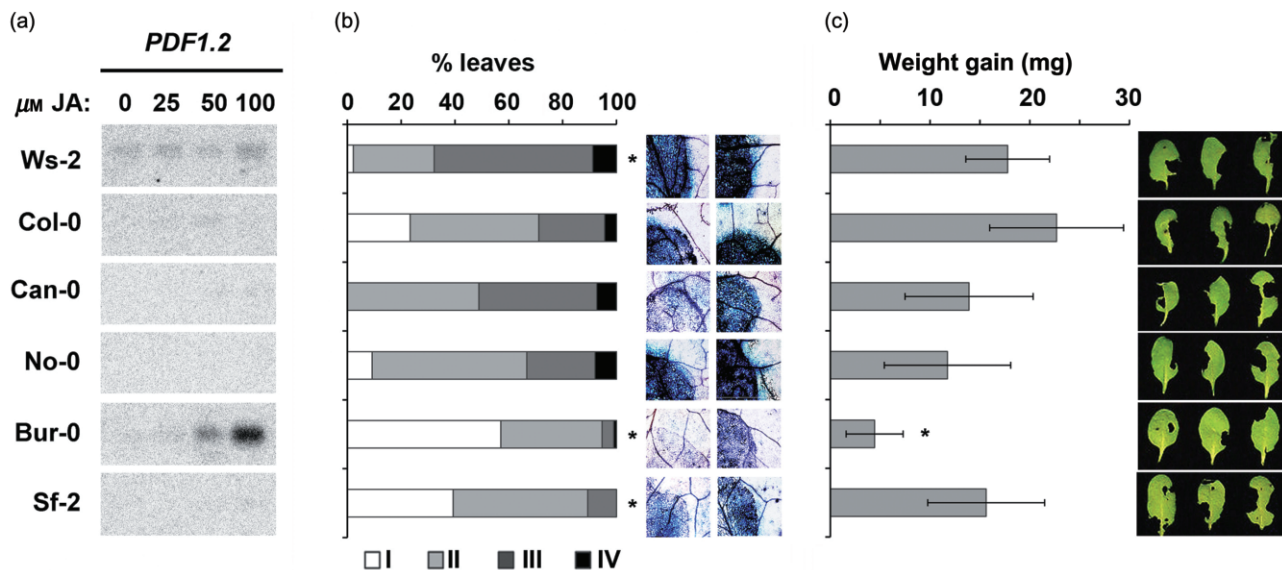 (a) (b) (c)
PDF1.2
% leaves
Weight gain (mg)
μM JA: 0 25 50 100
0 20 40 60 80 100
0 10 20 30
Ws-2
*
Col-0
Can-0
No-0
Bur-0
*
*
Sf-2
*
I II III IV